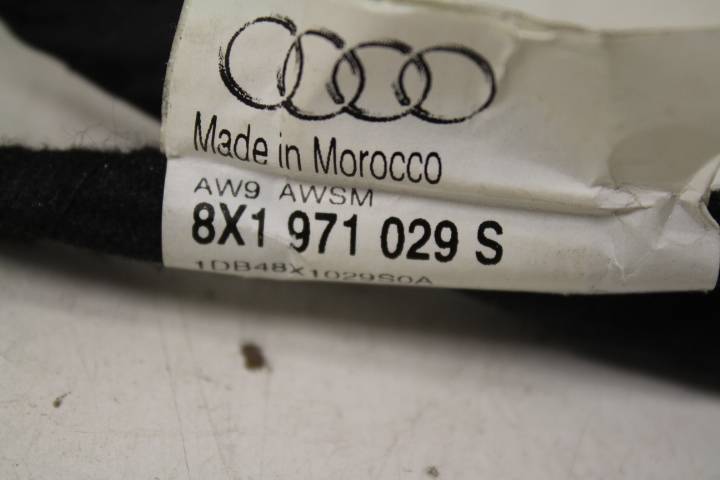 Made in Morocco
AW9 AWSM
8X1 971 029 S
1DB48X1029S0A